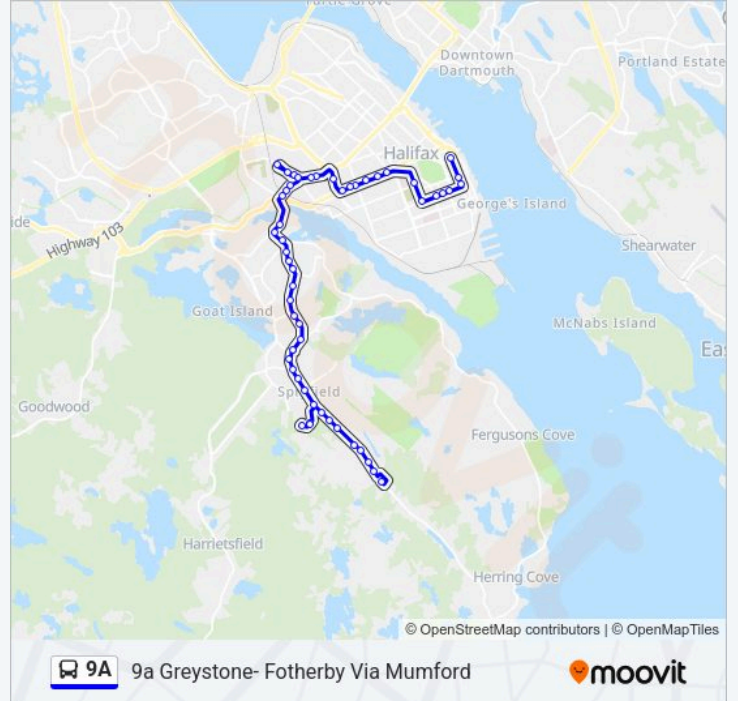 Downtown
Dartmouth
Portland Estate
Halifax
George's Island
Highway 103
Shearwater
Goat Island
McNabs Island
Goodwood
Fergusons Cove
Harrietsfield
Herring Cove
© OpenStreetMap contributors | © OpenMapTiles
9A 9a Greystone- Fotherby Via Mumford moovit